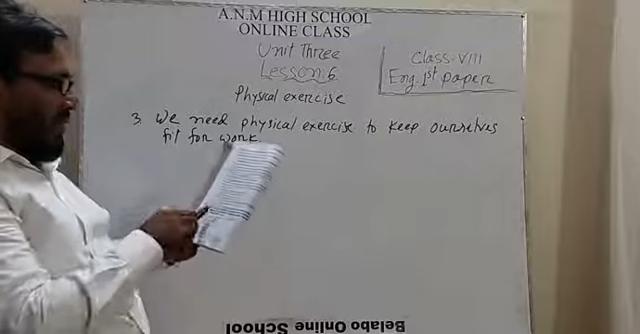 A.N.M HIGH SCHOOL
ONLINE CLASS
Unit Three
Lesson: 6
Physical exercise
Class: VIII
Eng. 1st paper
3. We need physical exercise to keep ourselves
fit for work.
Belabo Online School